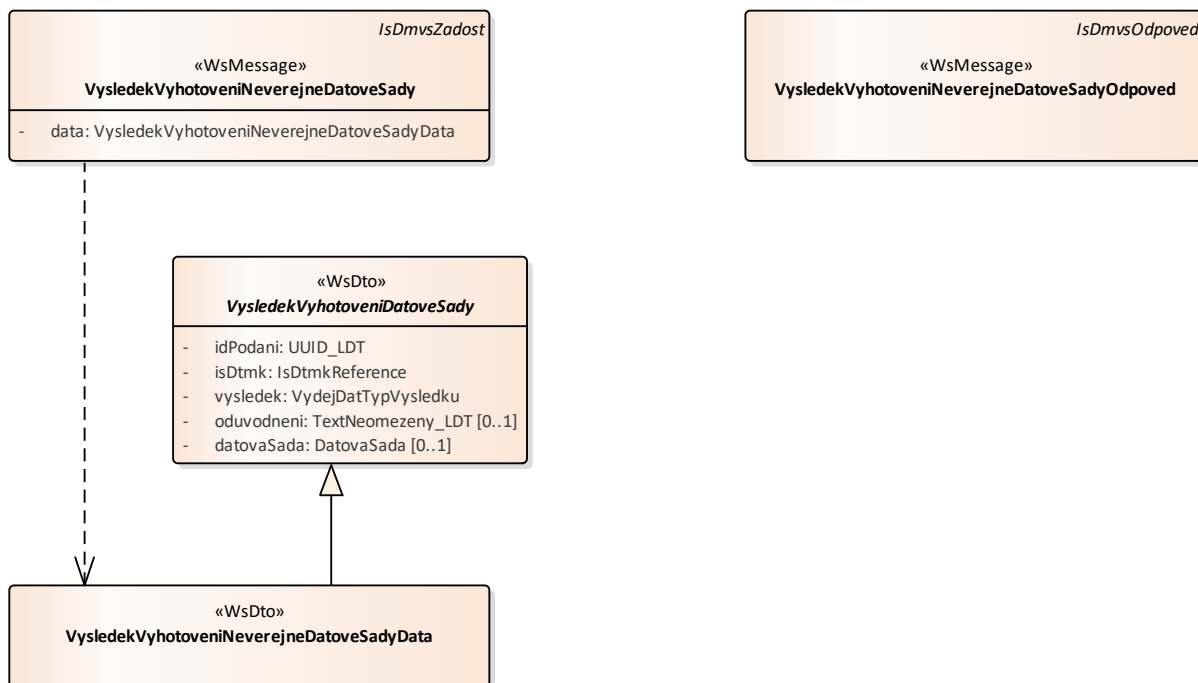 IsDmvsZadost
«WsMessage»
VysledekVyhotoveniNeverejneDatoveSady
- data: VysledekVyhotoveniNeverejneDatoveSadyData
IsDmvsOdpoved
«WsMessage»
VysledekVyhotoveniNeverejneDatoveSadyOdpoved
«WsDto»
VysledekVyhotoveniDatoveSady
- idPodani: UUID_LDT
- isDtmk: IsDtmkReference
- vysledek: VydejDatTypVysledku
- oduvodneni: TextNeomezeny_LDT [0..1]
- datovaSada: DatovaSada [0..1]
«WsDto»
VysledekVyhotoveniNeverejneDatoveSadyData